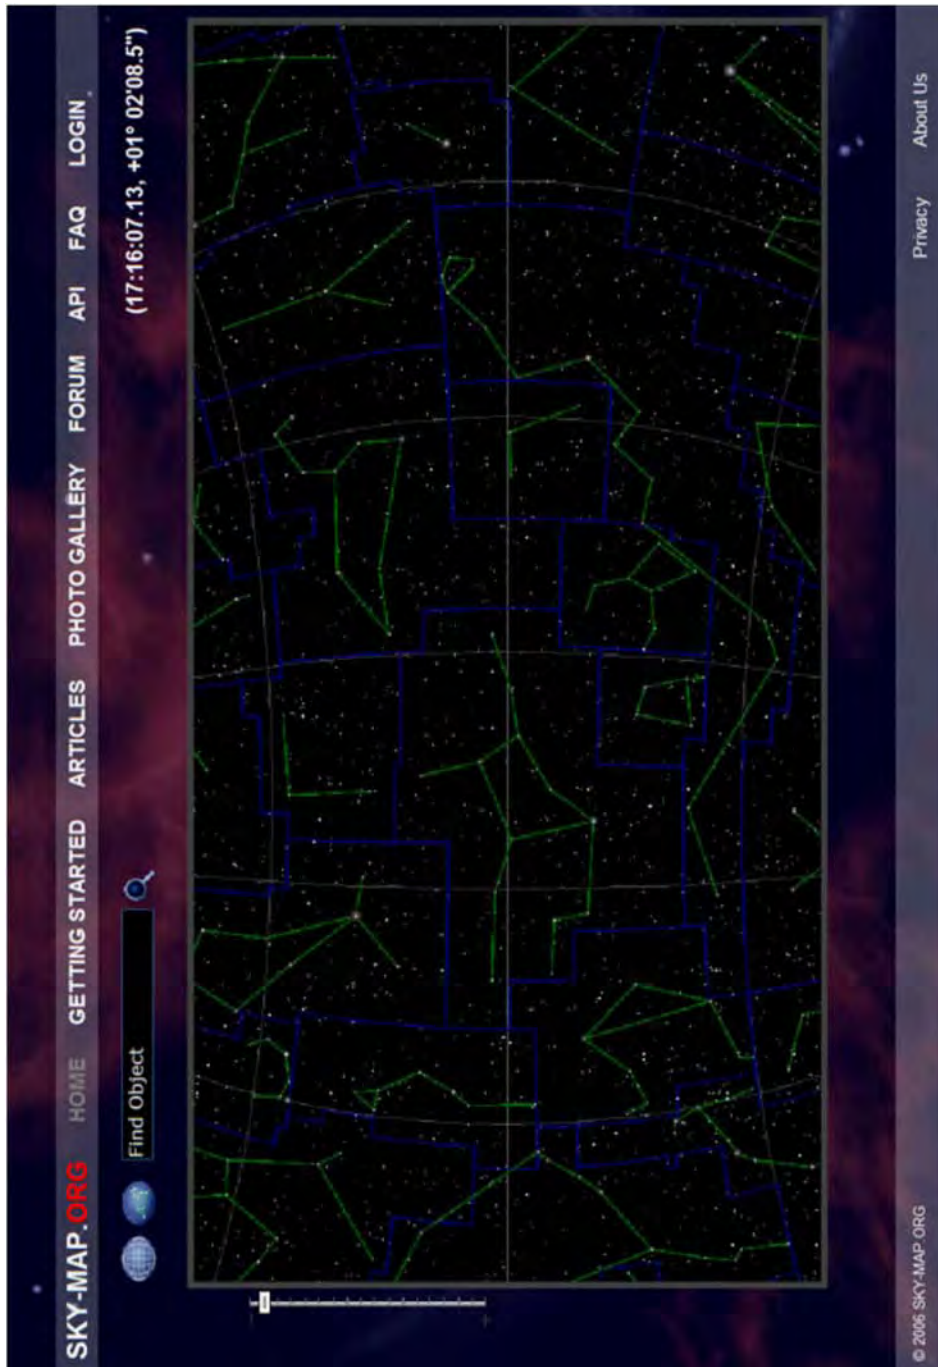 SKY-MAP.ORG HOME GETTING STARTED ARTICLES PHOTO GALLERY FORUM API FAQ LOGIN
Find Object
(17:16:07.13, +01° 02'08.5")
© 2006 SKY-MAP.ORG Privacy About Us